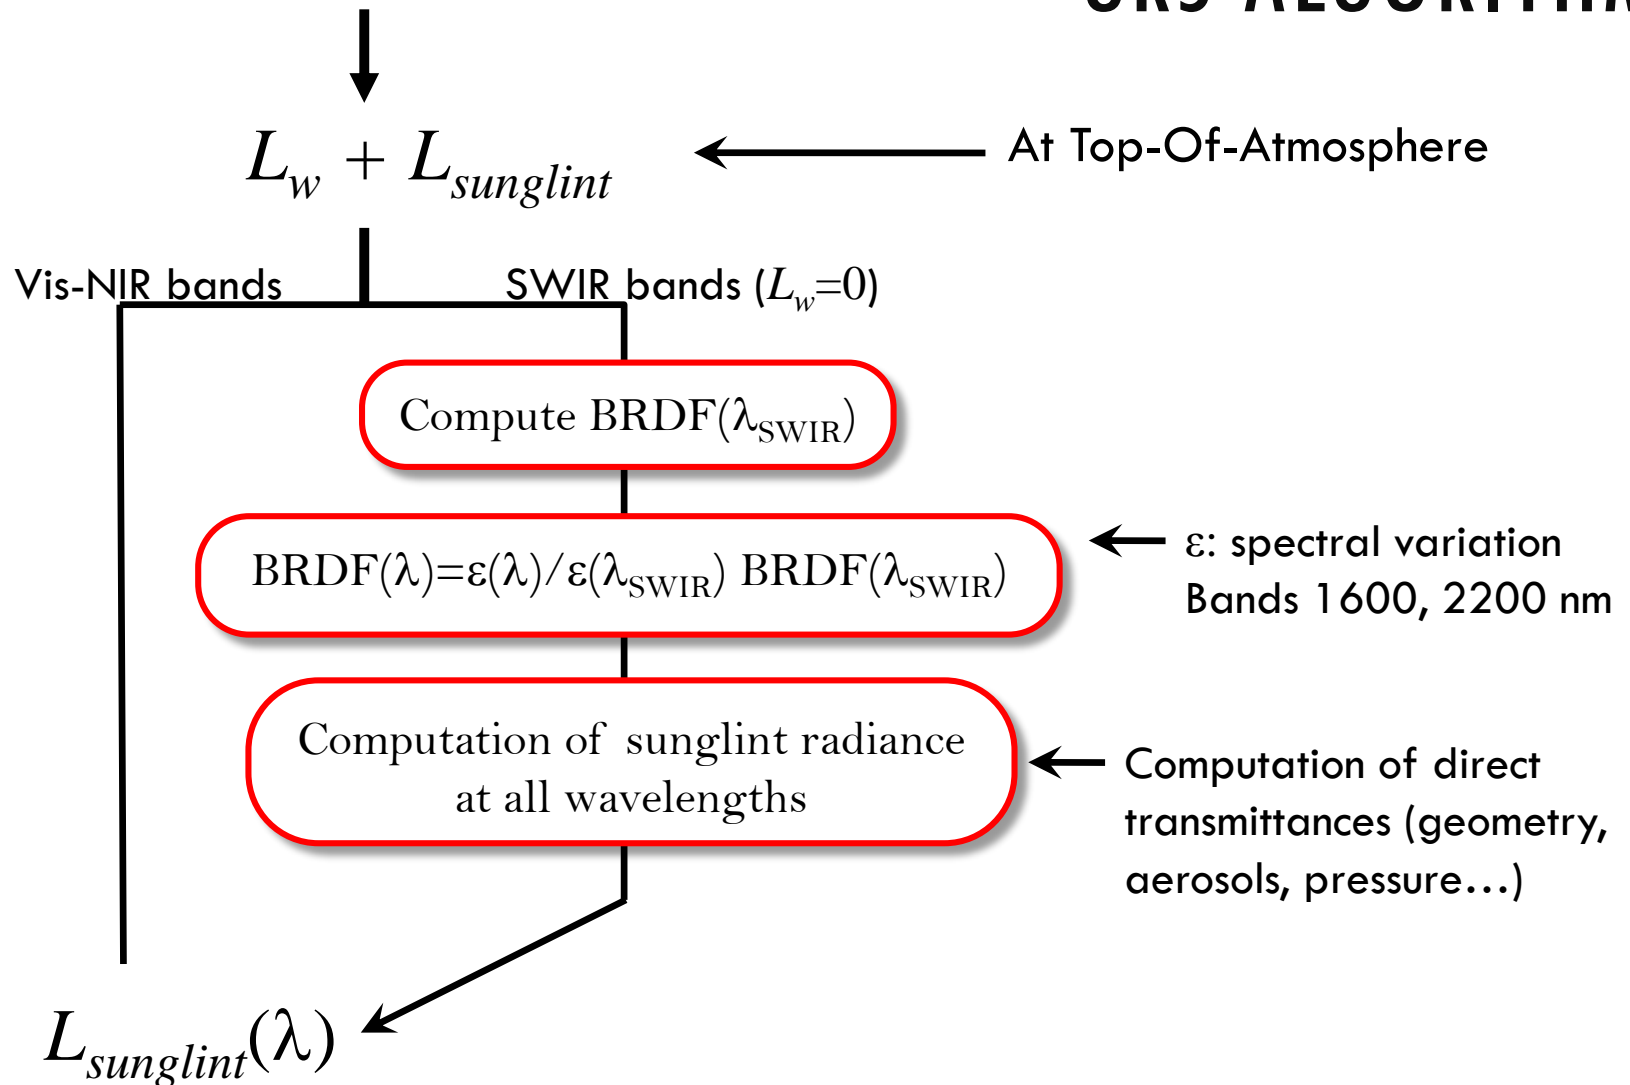 ALGORITHM
L_w + L_sunglint
At Top-Of-Atmosphere
Vis-NIR bands
SWIR bands (L_w=0)
Compute BRDF(λ_SWIR)
BRDF(λ)=ε(λ)/ε(λ_SWIR) BRDF(λ_SWIR)
ε: spectral variation
Bands 1600, 2200 nm
Computation of sunglint radiance
at all wavelengths
Computation of direct
transmittances (geometry,
aerosols, pressure…)
L_sunglint(λ)